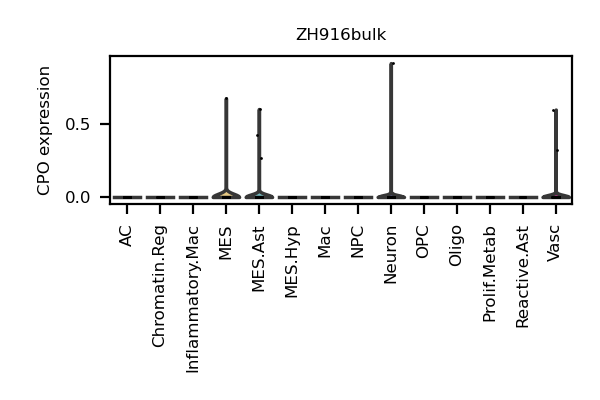 ZH916bulk
CPO expression
0.5
0.0
AC
Chromatin.Reg
Inflammatory.Mac
MES
MES.Ast
MES.Hyp
Mac
NPC
Neuron
OPC
Oligo
Prolif.Metab
Reactive.Ast
Vasc